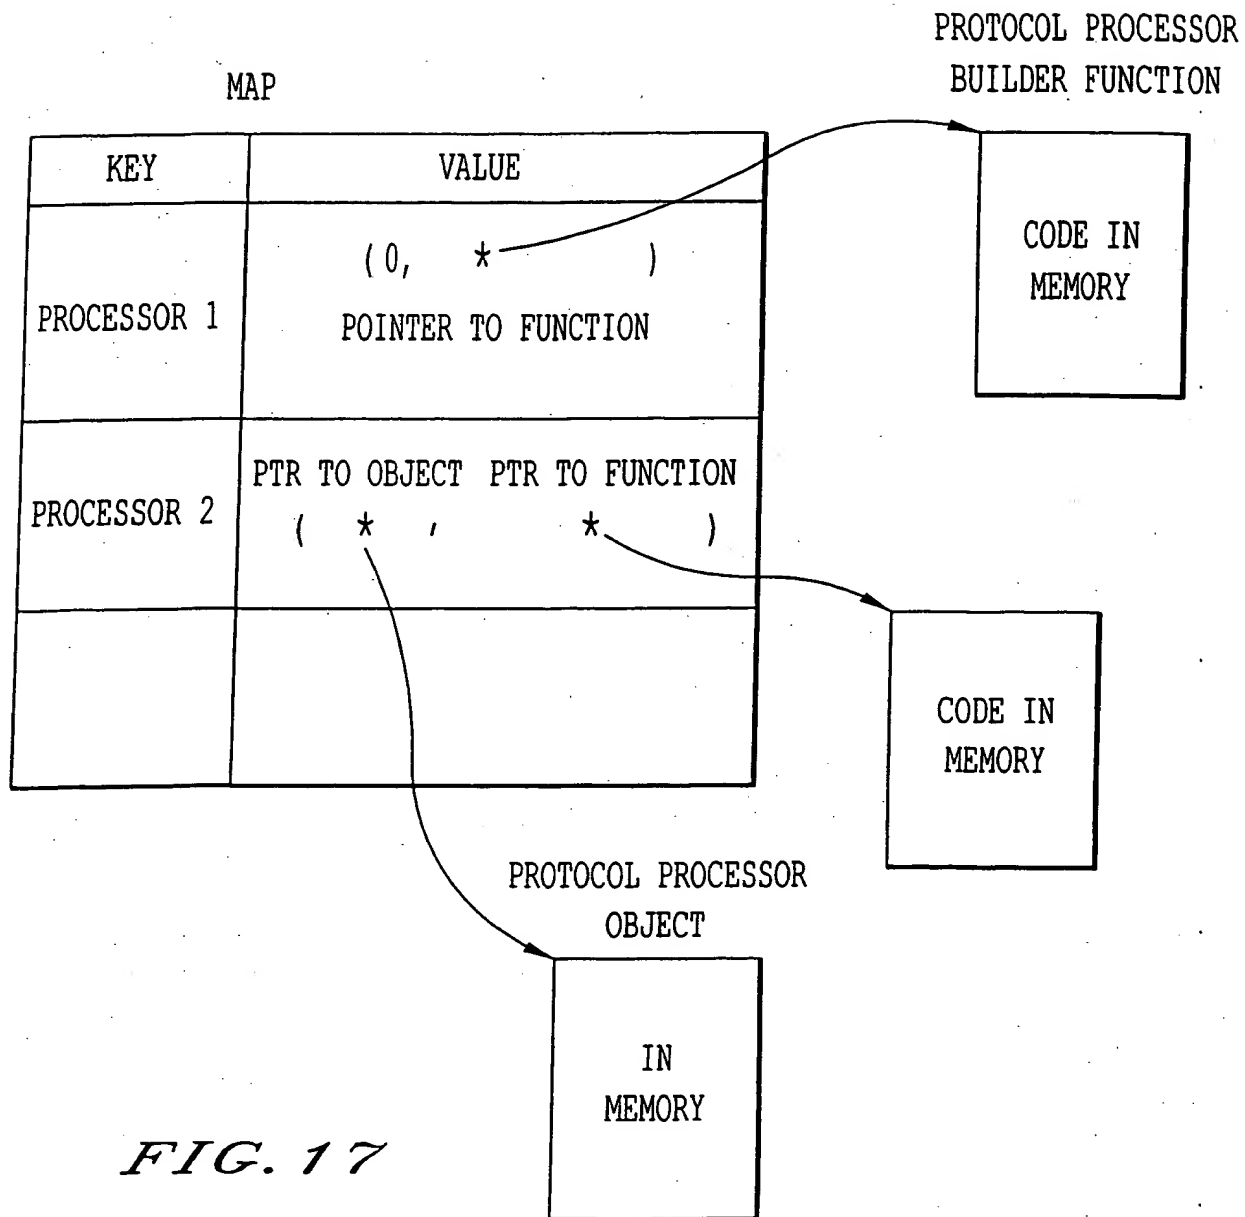 PROTOCOL PROCESSOR
BUILDER FUNCTION
MAP
KEY VALUE
CODE IN
MEMORY
(0, * )
PROCESSOR 1
POINTER TO FUNCTION
PTR TO OBJECT PTR TO FUNCTION
PROCESSOR 2
( * , * )
CODE IN
MEMORY
PROTOCOL PROCESSOR
OBJECT
IN
MEMORY
FIG. 17